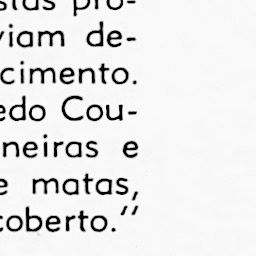 stas pro-
viam de-
cimento.
edo Cou-
neiras e
e matas,
coberto."